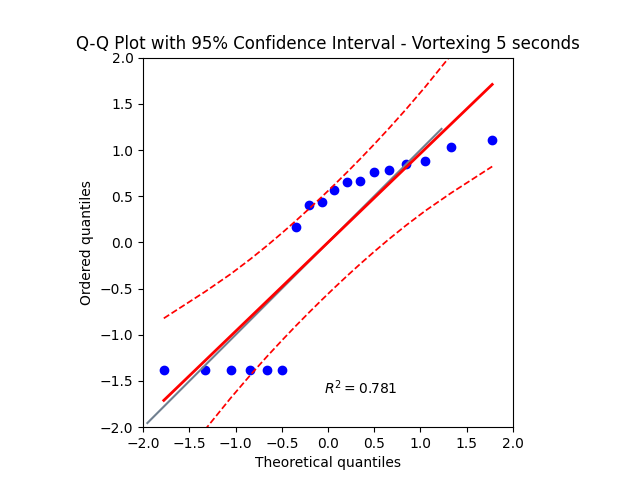 Q-Q Plot with 95% Confidence Interval - Vortexing 5 seconds
2.0
1.5
1.0
0.5
0.0
−0.5
−1.0
−1.5
−2.0
Ordered quantiles
R² = 0.781
−2.0 −1.5 −1.0 −0.5 0.0 0.5 1.0 1.5 2.0
Theoretical quantiles